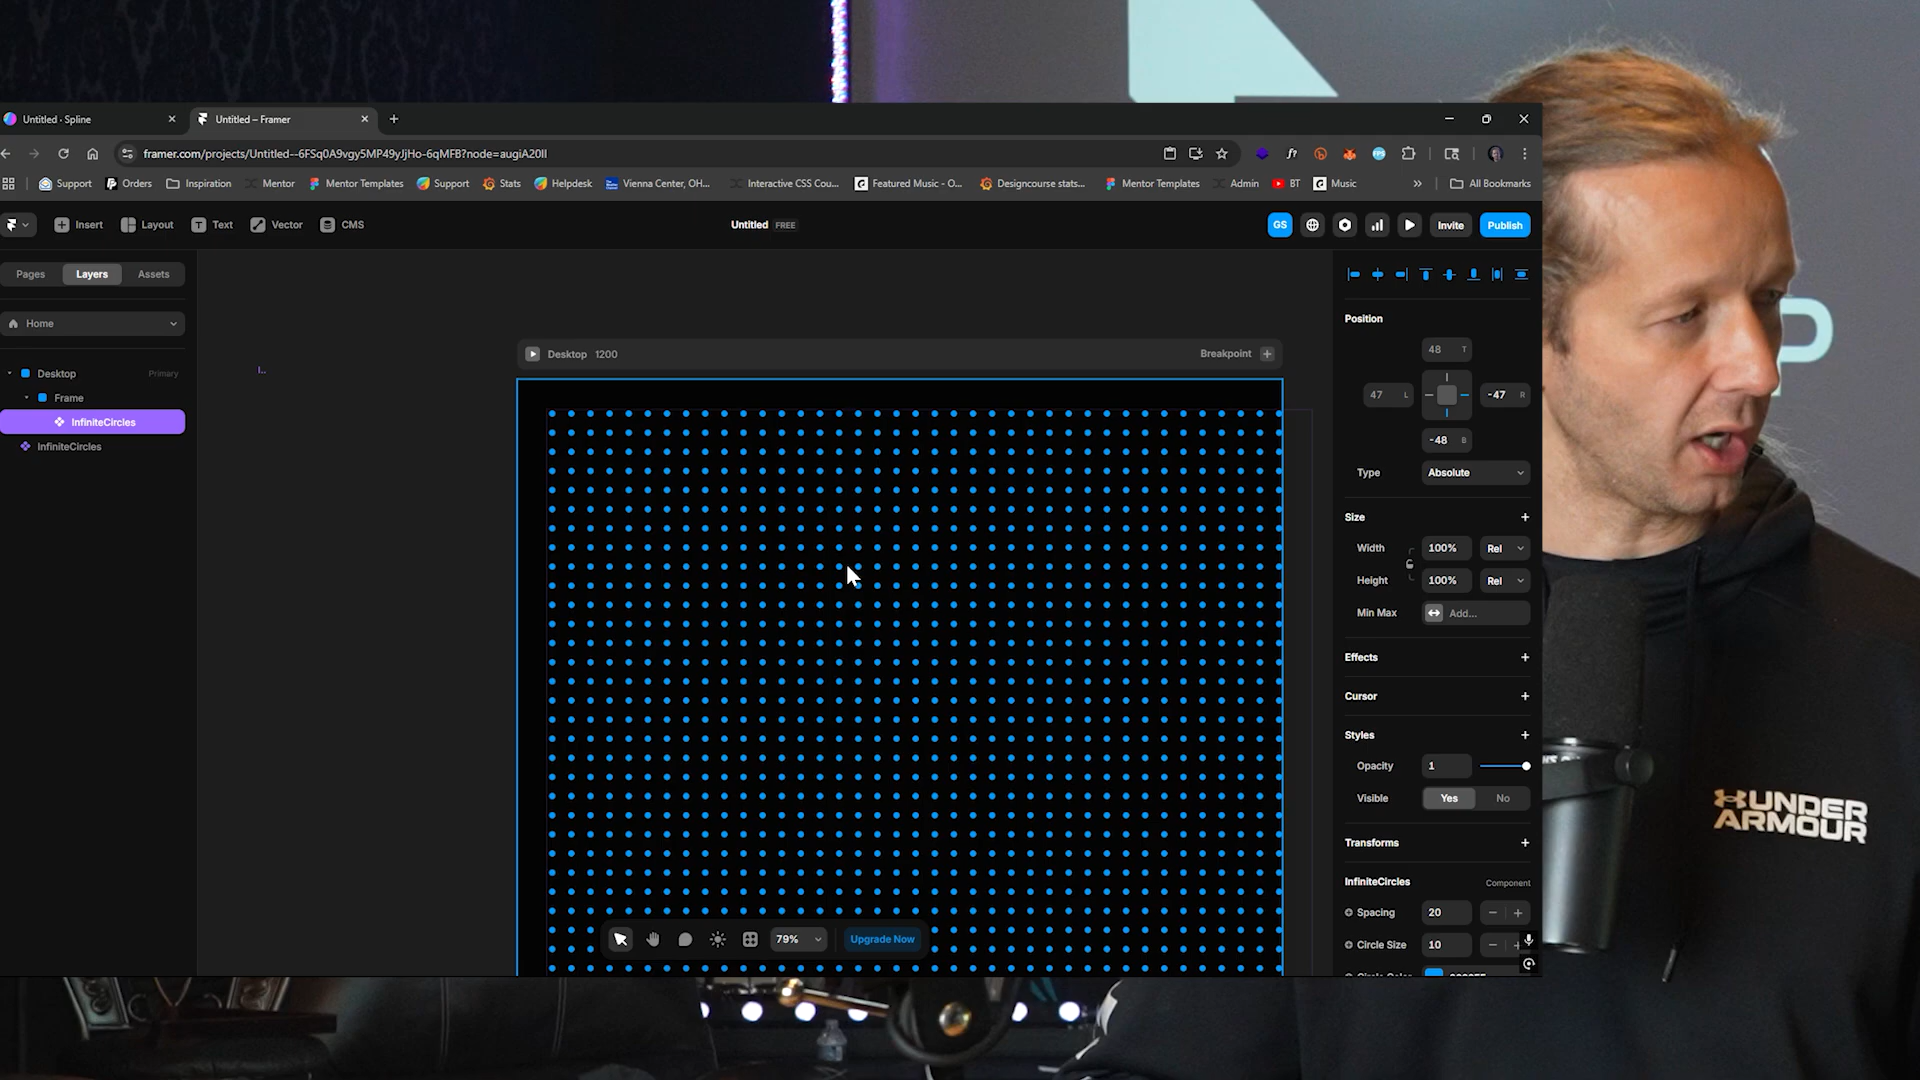 Untitled - Spline
Untitled – Framer
framer.com/projects/Untitled--6FSq0A9vgy5MP49yJjHo-6qMFB?node=augiA20Il
Support
Orders
Inspiration
Mentor
Mentor Templates
Support
Stats
Helpdesk
Vienna Center, OH...
Interactive CSS Cou...
Featured Music - O...
Designcourse stats...
Mentor Templates
Admin
BT
Music
All Bookmarks
Insert
Layout
Text
Vector
CMS
Untitled FREE
GS
Invite
Publish
Pages
Layers
Assets
Home
Desktop
Primary
Frame
InfiniteCircles
InfiniteCircles
Desktop 1200
Breakpoint
Position
48 T
47 L
-47 R
-48 B
Type
Absolute
Size
Width
100%
Rel
Height
100%
Rel
Min Max
Add...
Effects
Cursor
Styles
Opacity
1
Visible
Yes
No
Transforms
InfiniteCircles
Component
Spacing
20
Circle Size
10
79%
Upgrade Now
P
UNDER
ARMOUR